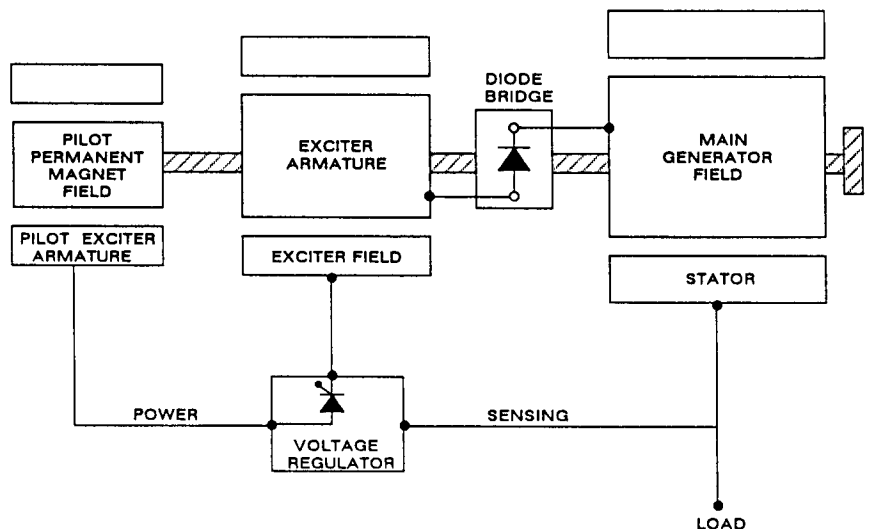 DIODE
BRIDGE
PILOT
PERMANENT
MAGNET
FIELD
EXCITER
ARMATURE
MAIN
GENERATOR
FIELD
PILOT EXCITER
ARMATURE
EXCITER FIELD
STATOR
POWER
SENSING
VOLTAGE
REGULATOR
LOAD